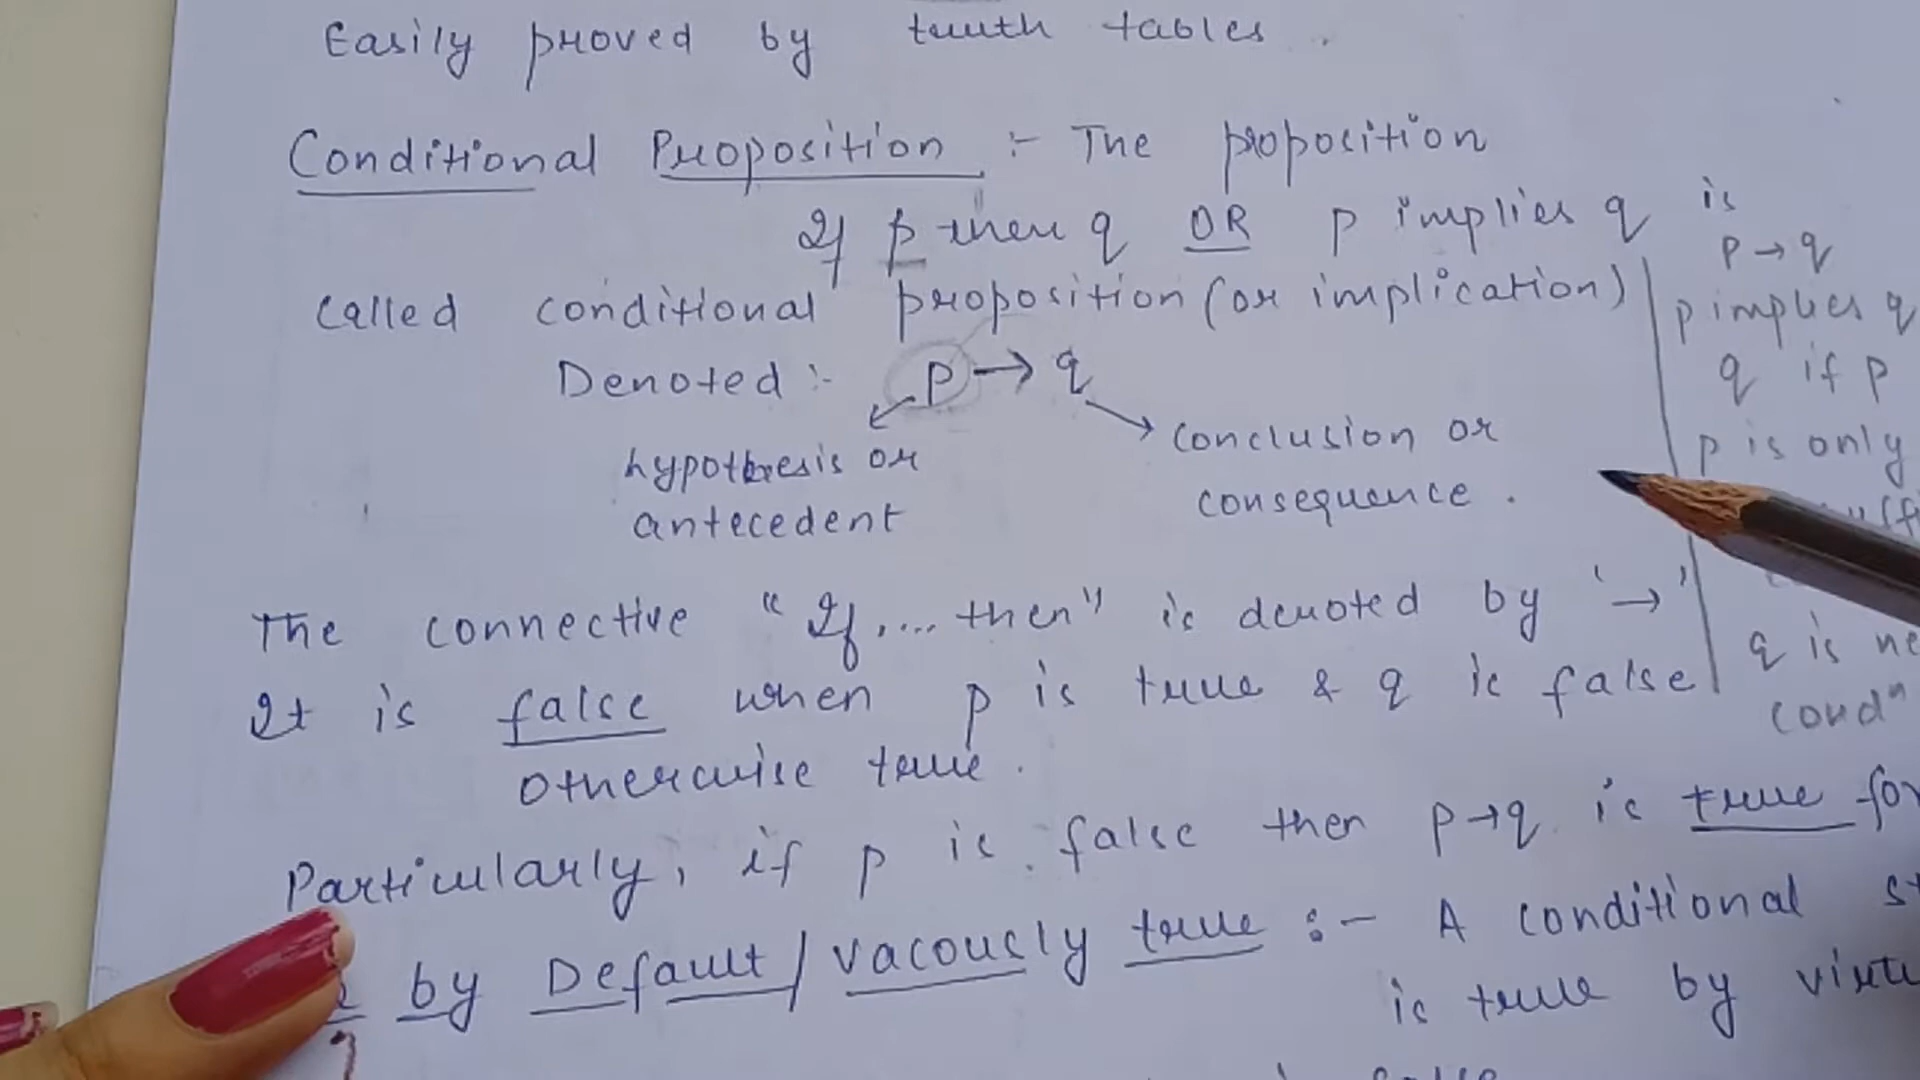 Easily proved by truth tables .
Conditional Proposition :- The proposition
If p then q OR p implies q is
called conditional proposition (or implication)
Denoted :- p → q
hypothesis or
antecedent
conclusion or
consequence .
The connective "If .... then" is denoted by '→'
It is false when p is true & q is false
otherwise true .
Particularly, if p is false then p→q is true for
by Default / vacously true :- A conditional
is true by
p → q
p implies q
q if p
p is only
q is
condⁿ